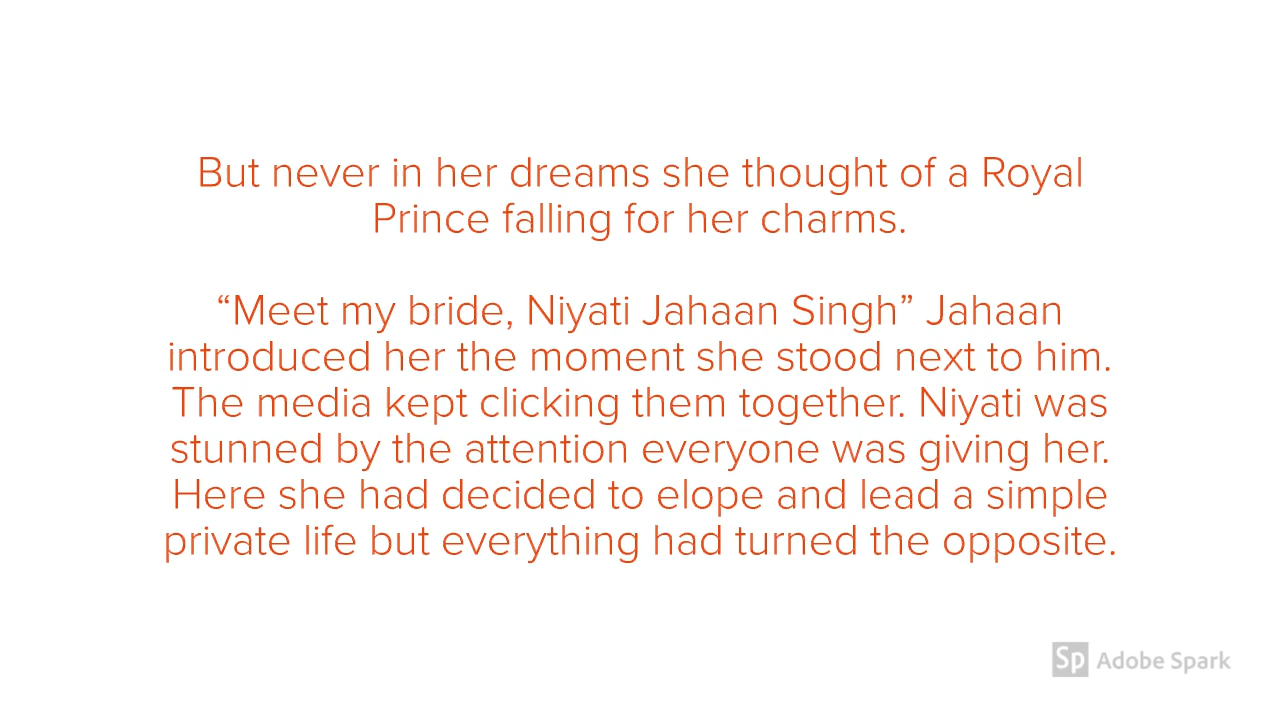 But never in her dreams she thought of a Royal
Prince falling for her charms.
“Meet my bride, Niyati Jahaan Singh” Jahaan
introduced her the moment she stood next to him.
The media kept clicking them together. Niyati was
stunned by the attention everyone was giving her.
Here she had decided to elope and lead a simple
private life but everything had turned the opposite.
Sp Adobe Spark